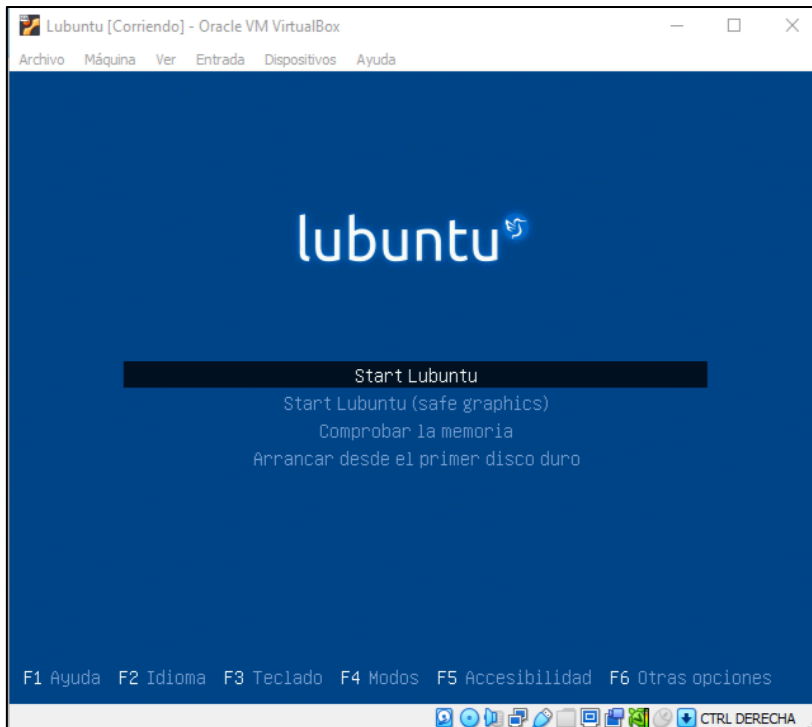 Lubuntu [Corriendo] - Oracle VM VirtualBox
Archivo Máquina Ver Entrada Dispositivos Ayuda
lubuntu
Start Lubuntu
Start Lubuntu (safe graphics)
Comprobar la memoria
Arrancar desde el primer disco duro
F1 Ayuda F2 Idioma F3 Teclado F4 Modos F5 Accesibilidad F6 Otras opciones
CTRL DERECHA